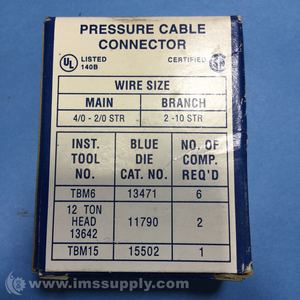 PRESSURE CABLE
CONNECTOR
UL LISTED 140B
CERTIFIED SA
WIRE SIZE
MAIN BRANCH
4/0 - 2/0 STR 2 -10 STR
INST. TOOL NO. BLUE DIE CAT. NO. NO. OF COMP. REQ'D
TBM6 13471 6
12 TON HEAD 13642 11790 2
TBM15 15502 1
© www.imssupply.com